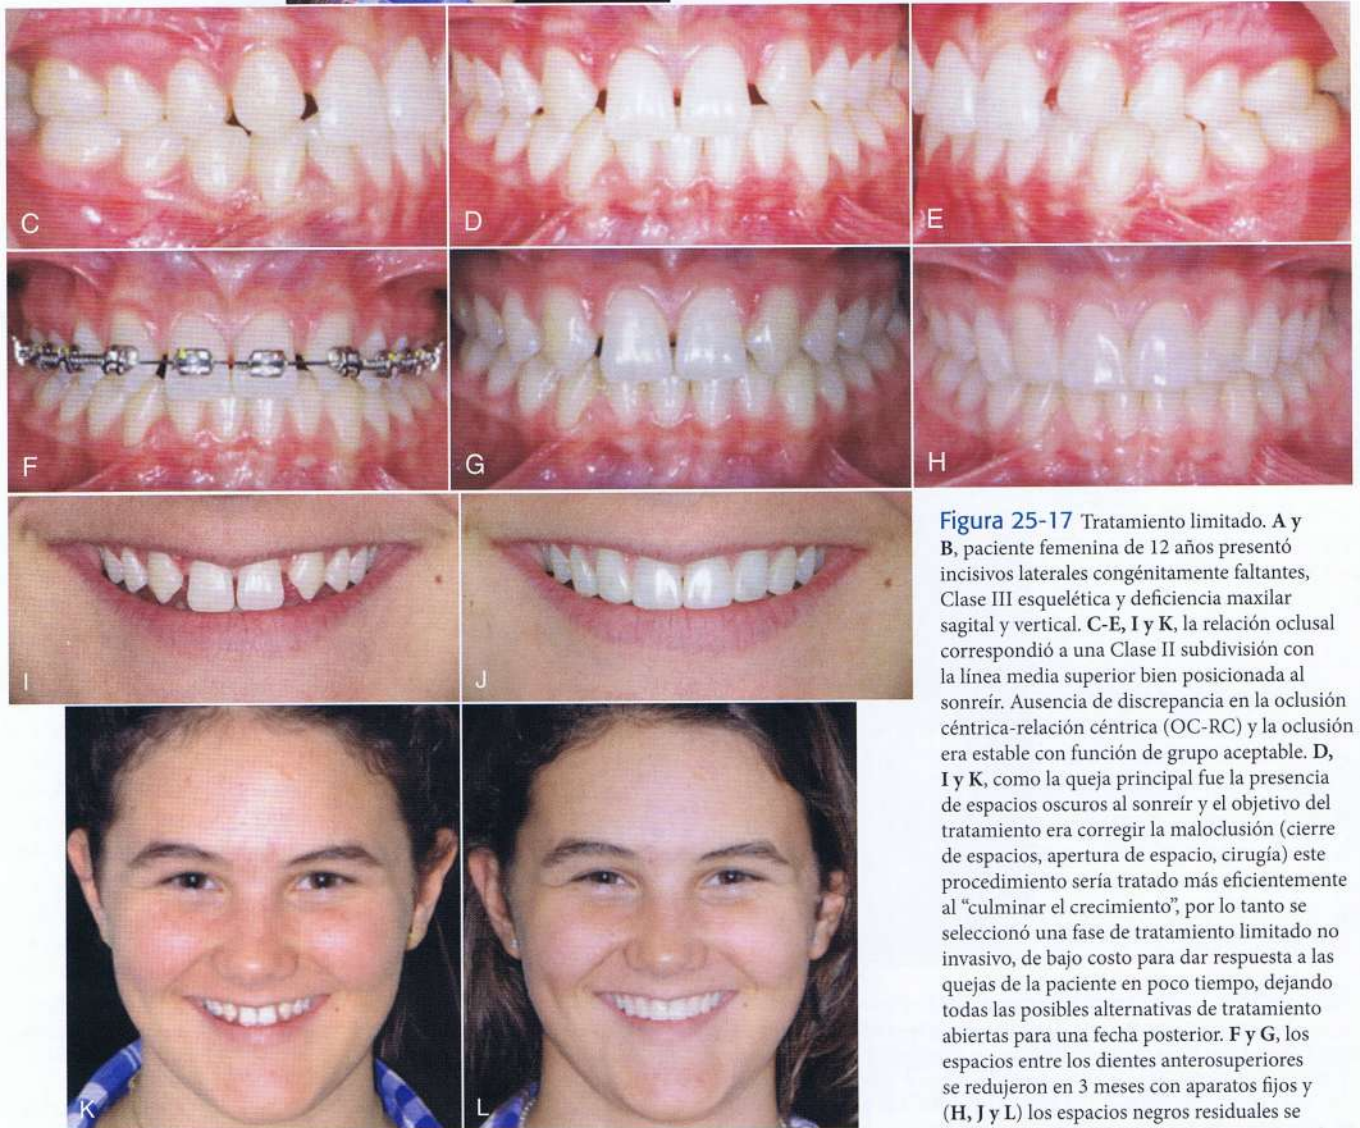 C
D
E
F
G
H
I
J
K
L
Figura 25-17 Tratamiento limitado. A y
B, paciente femenina de 12 años presentó
incisivos laterales congénitamente faltantes,
Clase III esquelética y deficiencia maxilar
sagital y vertical. C-E, I y K, la relación oclusal
correspondió a una Clase II subdivisión con
la línea media superior bien posicionada al
sonreír. Ausencia de discrepancia en la oclusión
céntrica-relación céntrica (OC-RC) y la oclusión
era estable con función de grupo aceptable. D,
I y K, como la queja principal fue la presencia
de espacios oscuros al sonreír y el objetivo del
tratamiento era corregir la maloclusión (cierre
de espacios, apertura de espacio, cirugía) este
procedimiento sería tratado más eficientemente
al “culminar el crecimiento”, por lo tanto se
seleccionó una fase de tratamiento limitado no
invasivo, de bajo costo para dar respuesta a las
quejas de la paciente en poco tiempo, dejando
todas las posibles alternativas de tratamiento
abiertas para una fecha posterior. F y G, los
espacios entre los dientes anterosuperiores
se redujeron en 3 meses con aparatos fijos y
(H, J y L) los espacios negros residuales se